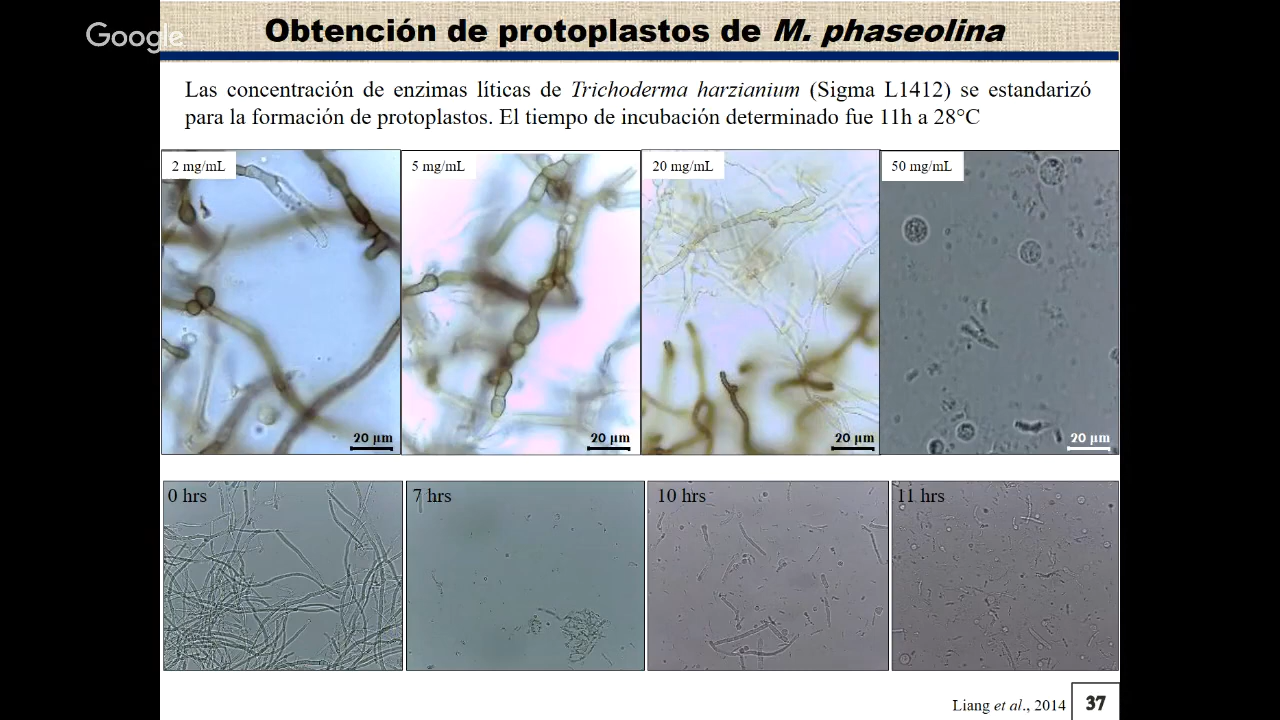 Google
Obtención de protoplastos de M. phaseolina
Las concentración de enzimas líticas de Trichoderma harzianium (Sigma L1412) se estandarizó
para la formación de protoplastos. El tiempo de incubación determinado fue 11h a 28°C
2 mg/mL
5 mg/mL
20 mg/mL
50 mg/mL
20 µm
20 µm
20 µm
20 µm
0 hrs
7 hrs
10 hrs
11 hrs
Liang et al., 2014
37